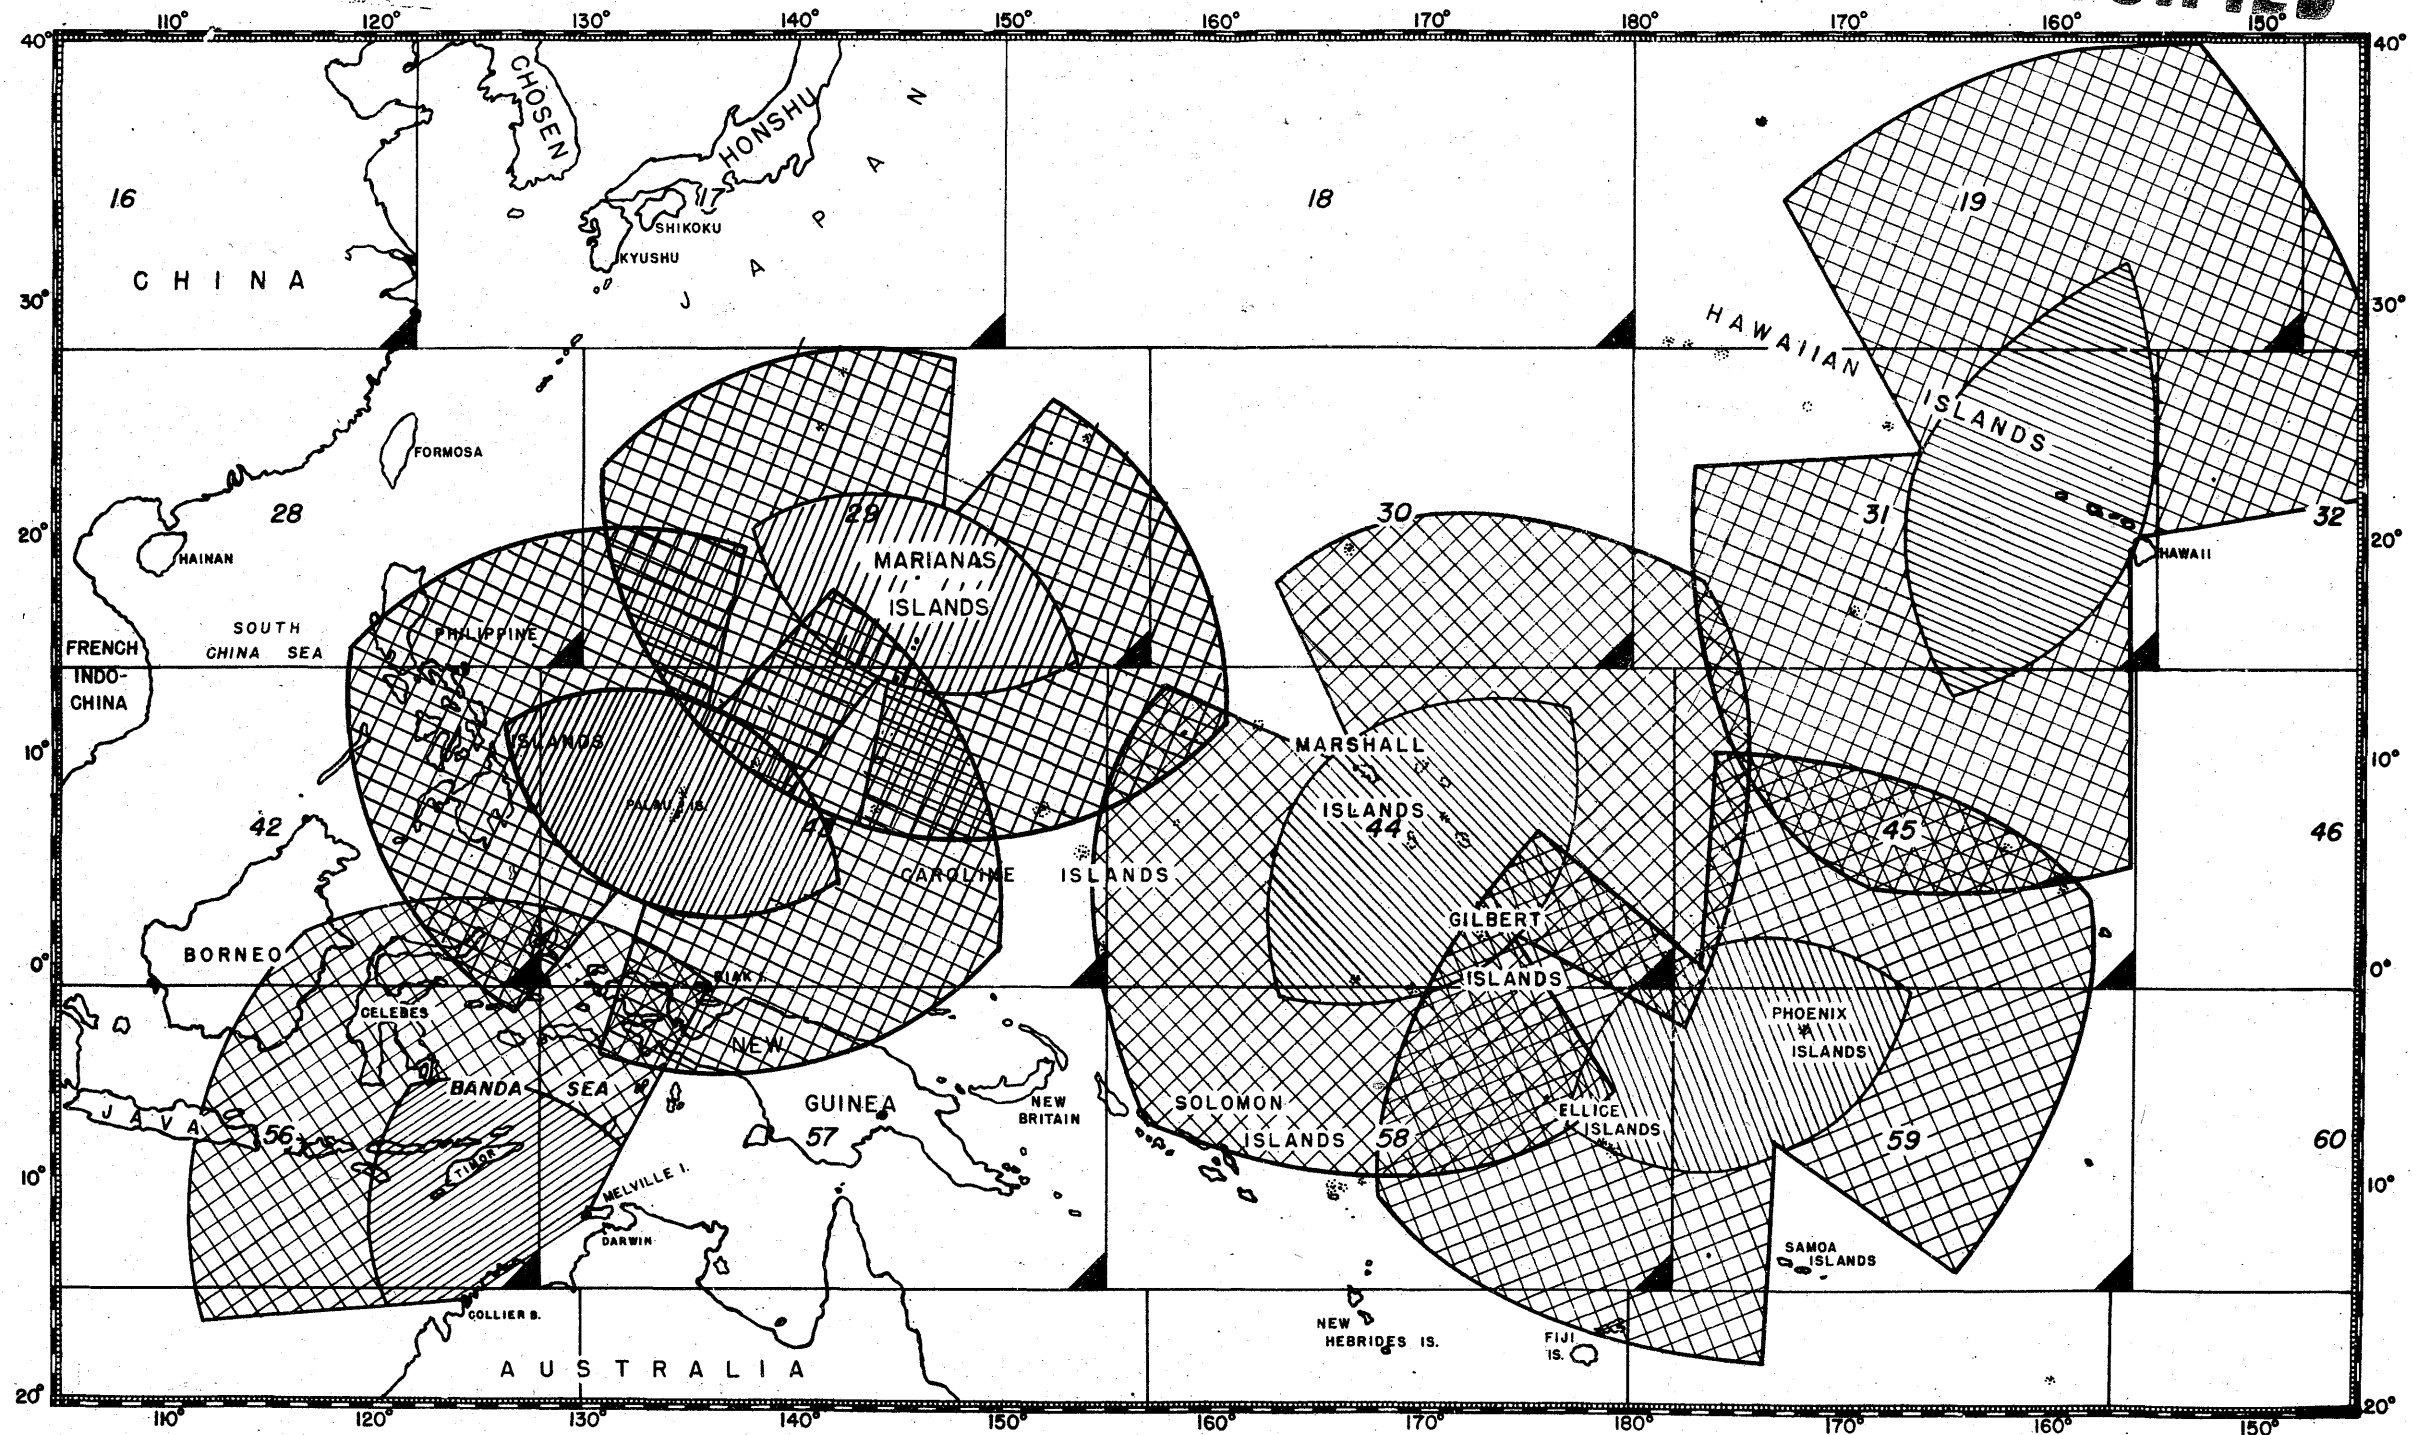 110° 120° 130° 140° 150° 160° 170° 180° 170° 160° 150°
40° 40°
CHOSEN
HONSHU
JAPAN
16
17
18
19
SHIKOKU
KYUSHU
CHINA
30° 30°
HAWAIIAN
ISLANDS
FORMOSA
28
29
30
31
32
20° 20°
HAINAN
MARIANAS
ISLANDS
HAWAII
SOUTH
CHINA SEA
PHILIPPINE
ISLANDS
FRENCH
INDO-
CHINA
10° 10°
MARSHALL
ISLANDS
PALAU IS.
42
43
44
45
46
CAROLINE ISLANDS
GILBERT
ISLANDS
BORNEO
0° 0°
BIAK I.
CELEBES
PHOENIX
ISLANDS
NEW
GUINEA
BANDA SEA
NEW
BRITAIN
SOLOMON
ISLANDS
ELLICE
ISLANDS
JAVA
56
57
58
59
60
TIMOR
MELVILLE I.
10° 10°
DARWIN
SAMOA
ISLANDS
COLLIER B.
NEW
HEBRIDES IS.
FIJI
IS.
AUSTRALIA
20° 20°
110° 120° 130° 140° 150° 160° 170° 180° 170° 160° 150°